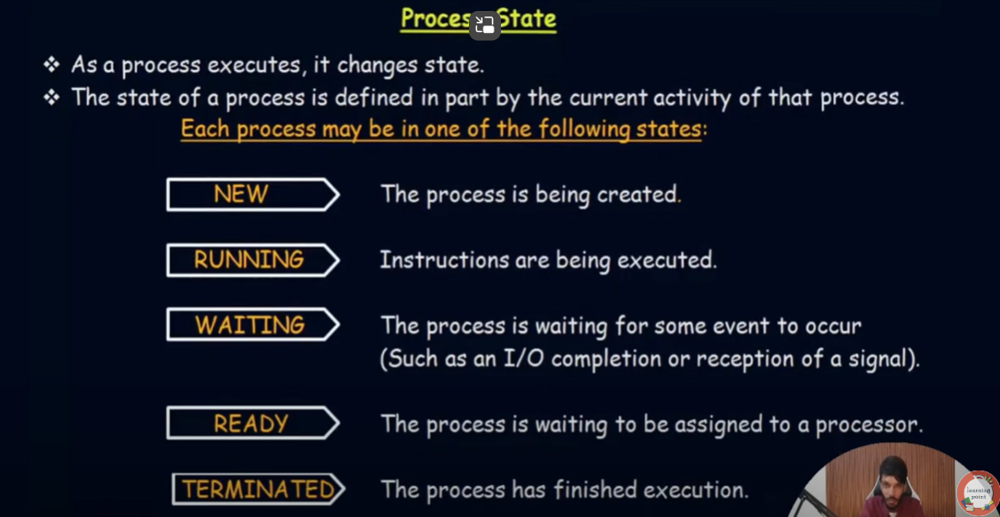 Process State
❖ As a process executes, it changes state.
❖ The state of a process is defined in part by the current activity of that process.
Each process may be in one of the following states:
NEW The process is being created.
RUNNING Instructions are being executed.
WAITING The process is waiting for some event to occur
(Such as an I/O completion or reception of a signal).
READY The process is waiting to be assigned to a processor.
TERMINATED The process has finished execution.
learning
point